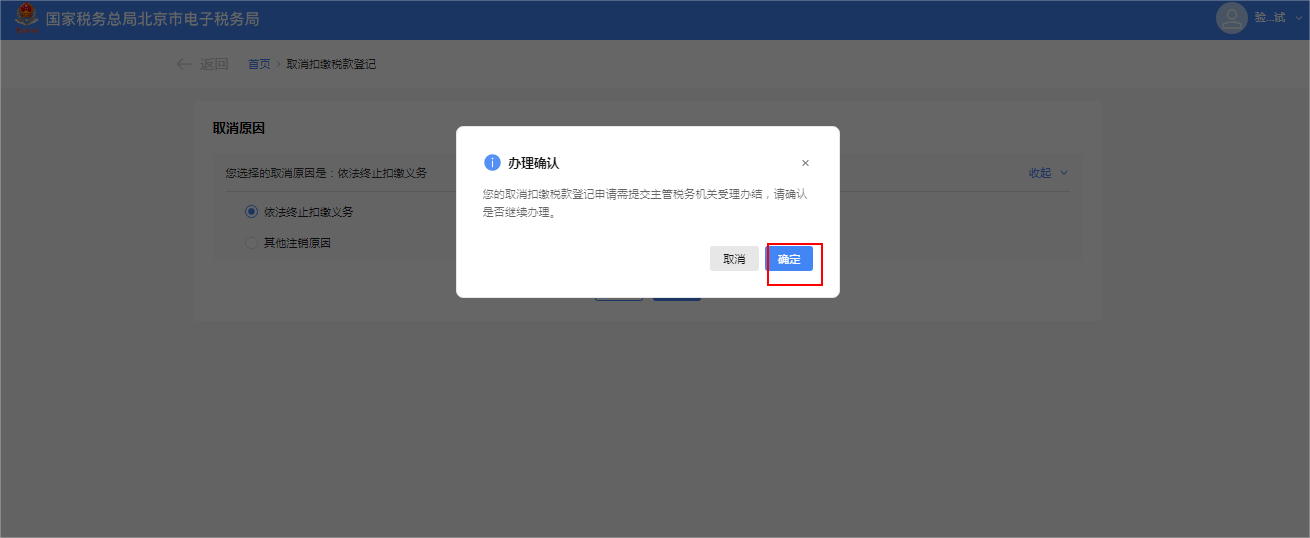 国家税务总局北京市电子税务局
验...试
返回 首页 > 取消扣缴税款登记
取消原因
您选择的取消原因是：依法终止扣缴义务
收起
依法终止扣缴义务
其他注销原因
办理确认
×
您的取消扣缴税款登记申请需提交主管税务机关受理办结，请确认
是否继续办理。
取消 确定